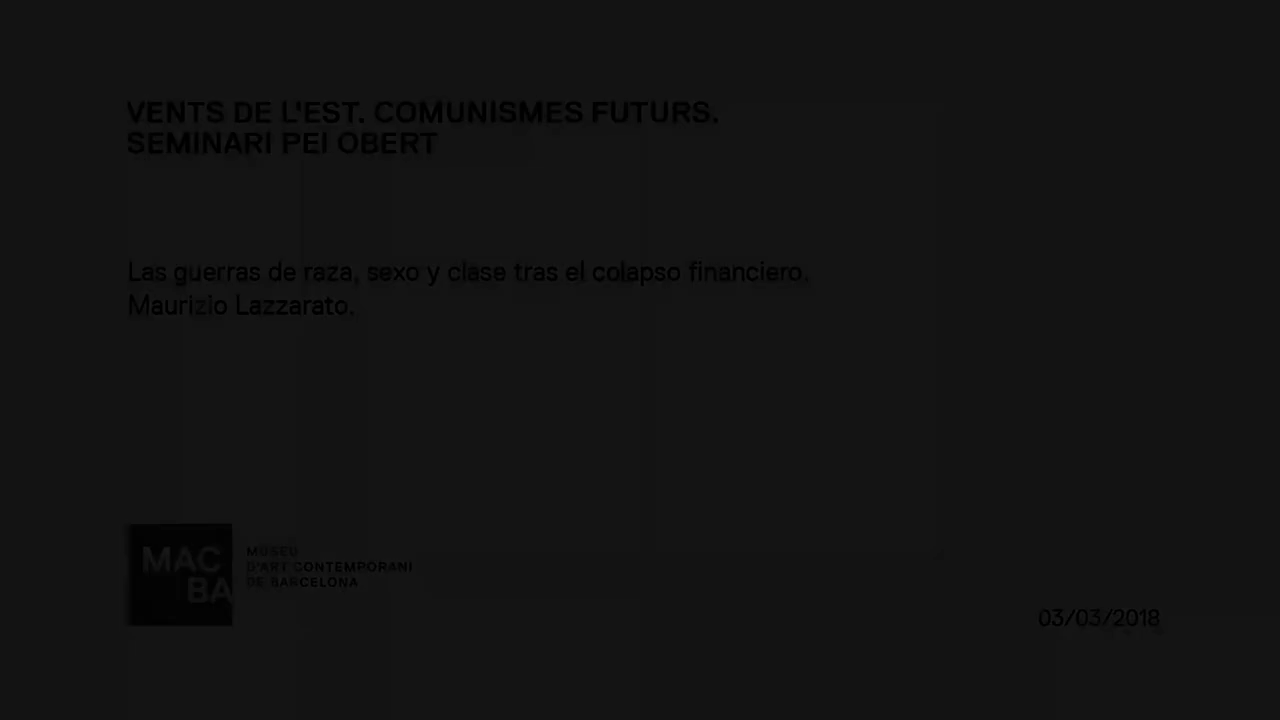 VENTS DE L'EST. COMUNISMES FUTURS.
SEMINARI PEI OBERT
Las guerras de raza, sexo y clase tras el colapso financiero.
Maurizio Lazzarato.
MAC
BA
MUSEU
D'ART CONTEMPORANI
DE BARCELONA
03/03/2018